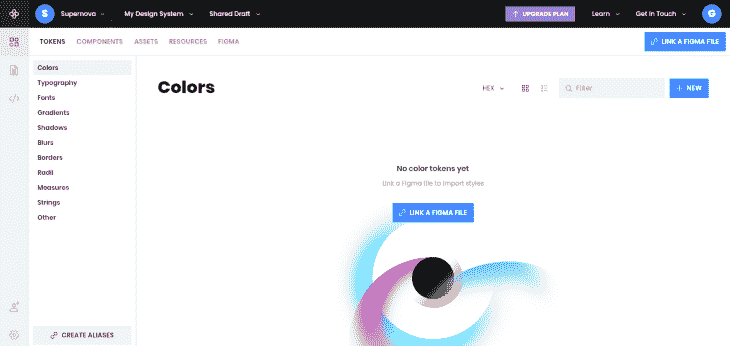 S Supernova My Design System Shared Draft UPGRADE PLAN Learn Get in Touch G
TOKENS COMPONENTS ASSETS RESOURCES FIGMA LINK A FIGMA FILE
Colors
Typography
Fonts
Gradients
Shadows
Blurs
Borders
Radii
Measures
Strings
Other
CREATE ALIASES
Colors HEX Filter NEW
No color tokens yet
Link a Figma file to import styles
LINK A FIGMA FILE